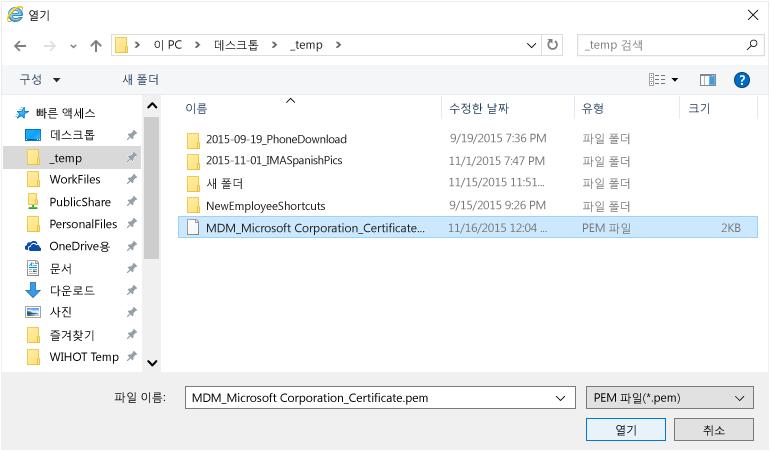 열기
이 PC 데스크톱 _temp
_temp 검색
구성 새 폴더
빠른 액세스
데스크톱
_temp
WorkFiles
PublicShare
PersonalFiles
OneDrive용
문서
다운로드
사진
즐겨찾기
WIHOT Temp
이름 수정한 날짜 유형 크기
2015-09-19_PhoneDownload 9/19/2015 7:36 PM 파일 폴더
2015-11-01_IMASpanishPics 11/1/2015 7:47 PM 파일 폴더
새 폴더 11/15/2015 11:51... 파일 폴더
NewEmployeeShortcuts 9/15/2015 9:26 PM 파일 폴더
MDM_Microsoft Corporation_Certificate... 11/16/2015 12:04 ... PEM 파일 2KB
파일 이름: MDM_Microsoft Corporation_Certificate.pem PEM 파일(*.pem)
열기 취소